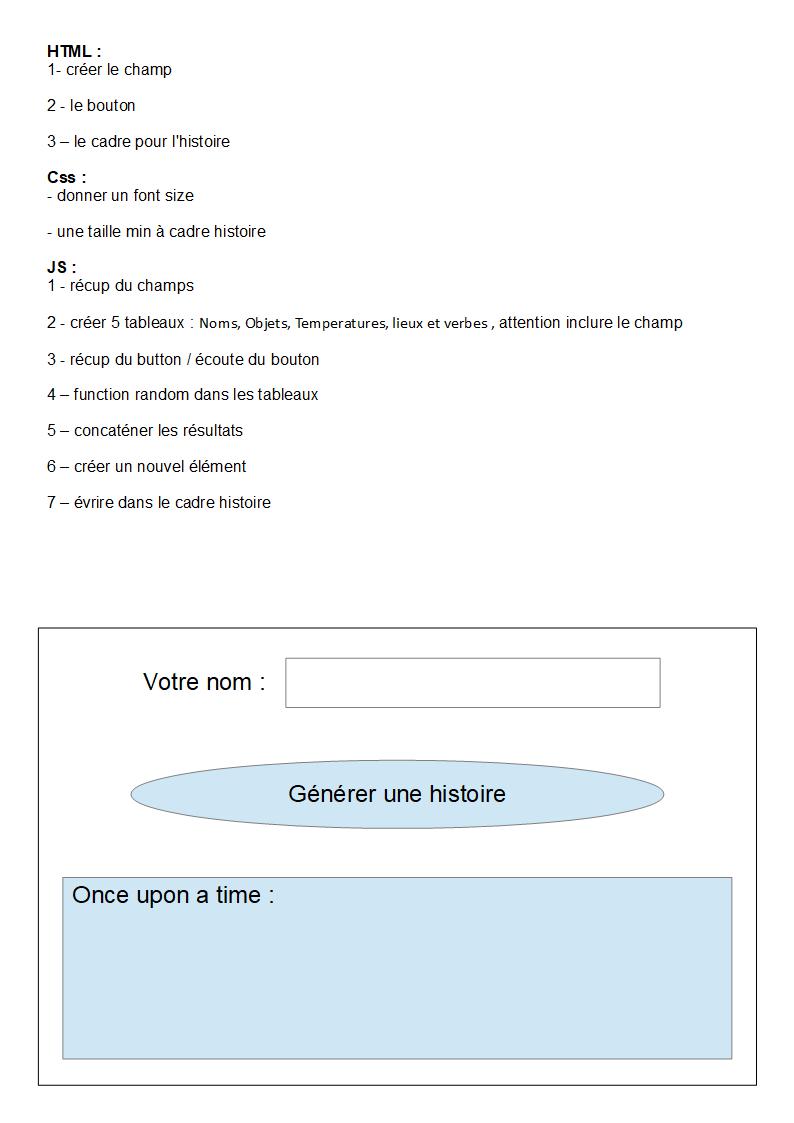 HTML :
1- créer le champ
2 - le bouton
3 – le cadre pour l'histoire
Css :
- donner un font size
- une taille min à cadre histoire
JS :
1 - récup du champs
2 - créer 5 tableaux : Noms, Objets, Temperatures, lieux et verbes , attention inclure le champ
3 - récup du button / écoute du bouton
4 – function random dans les tableaux
5 – concaténer les résultats
6 – créer un nouvel élément
7 – évrire dans le cadre histoire
Votre nom :
Générer une histoire
Once upon a time :